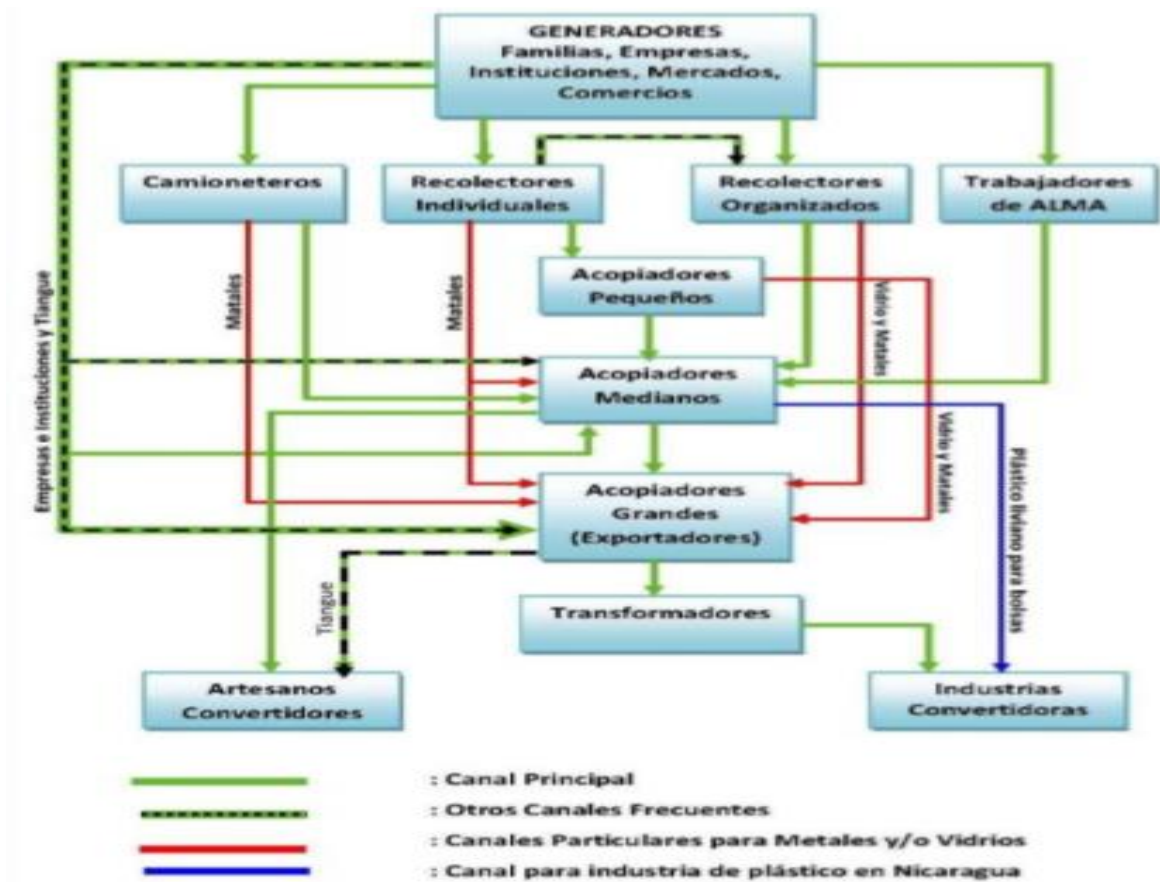 GENERADORES
Familias, Empresas,
Instituciones, Mercados,
Comercios
Camioneteros
Recolectores
Individuales
Recolectores
Organizados
Trabajadores
de ALMA
Acopiadores
Pequeños
Matales
Matales
Vidrio y Matales
Empresas e Instituciones y Tiangue
Acopiadores
Medianos
Vidrio y Matales
Plástico liviano para bolsas
Acopiadores
Grandes
(Exportadores)
Tiangue
Transformadores
Artesanos
Convertidores
Industrias
Convertidoras
: Canal Principal
: Otros Canales Frecuentes
: Canales Particulares para Metales y/o Vidrios
: Canal para industria de plástico en Nicaragua